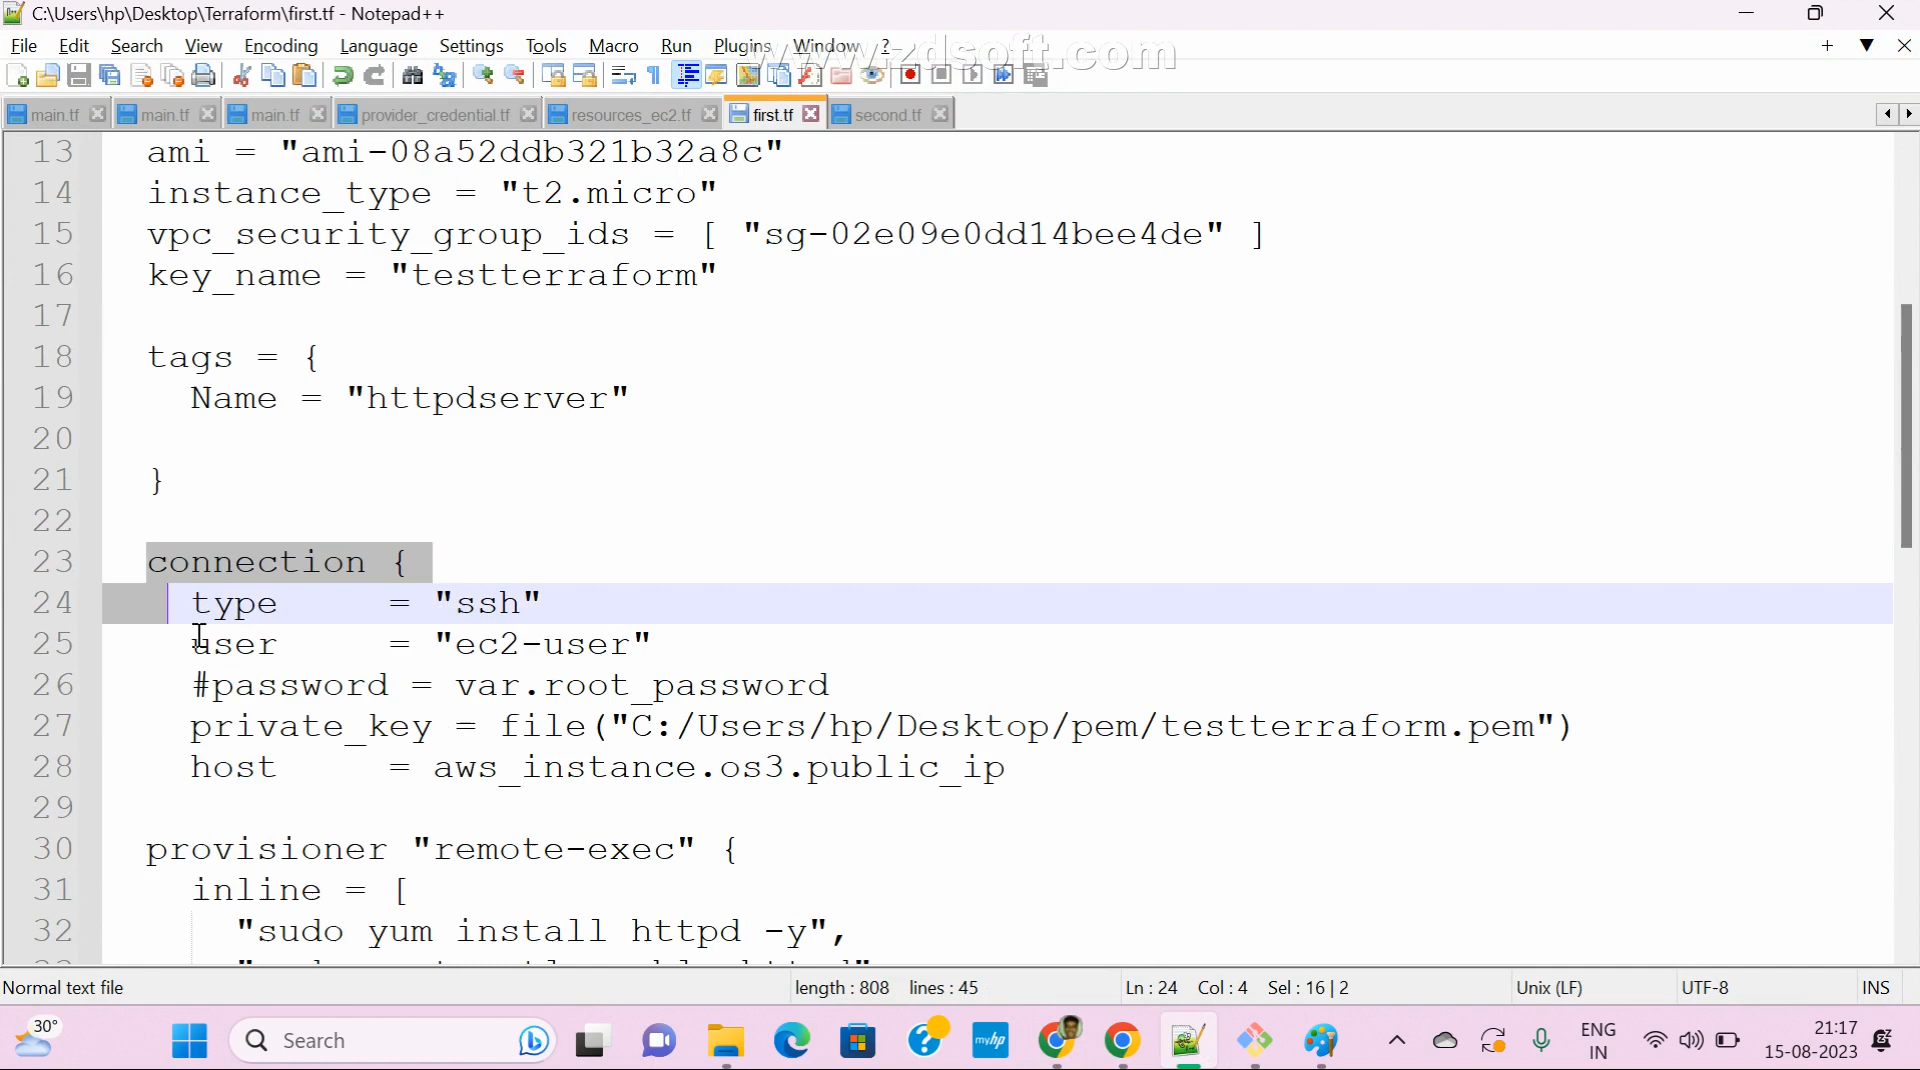 C:\Users\hp\Desktop\Terraform\first.tf - Notepad++
File Edit Search View Encoding Language Settings Tools Macro Run Plugins Window ?
www.zdsoft.com
main.tf main.tf main.tf provider_credential.tf resources_ec2.tf first.tf second.tf
13 ami = "ami-08a52ddb321b32a8c"
14 instance_type = "t2.micro"
15 vpc_security_group_ids = [ "sg-02e09e0dd14bee4de" ]
16 key_name = "testterraform"
17
18 tags = {
19 Name = "httpdserver"
20
21 }
22
23 connection {
24 type = "ssh"
25 user = "ec2-user"
26 #password = var.root_password
27 private_key = file("C:/Users/hp/Desktop/pem/testterraform.pem")
28 host = aws_instance.os3.public_ip
29
30 provisioner "remote-exec" {
31 inline = [
32 "sudo yum install httpd -y",
Normal text file length : 808 lines : 45 Ln : 24 Col : 4 Sel : 16 | 2 Unix (LF) UTF-8 INS
30° Search myhp ENG 21:17
IN 15-08-2023